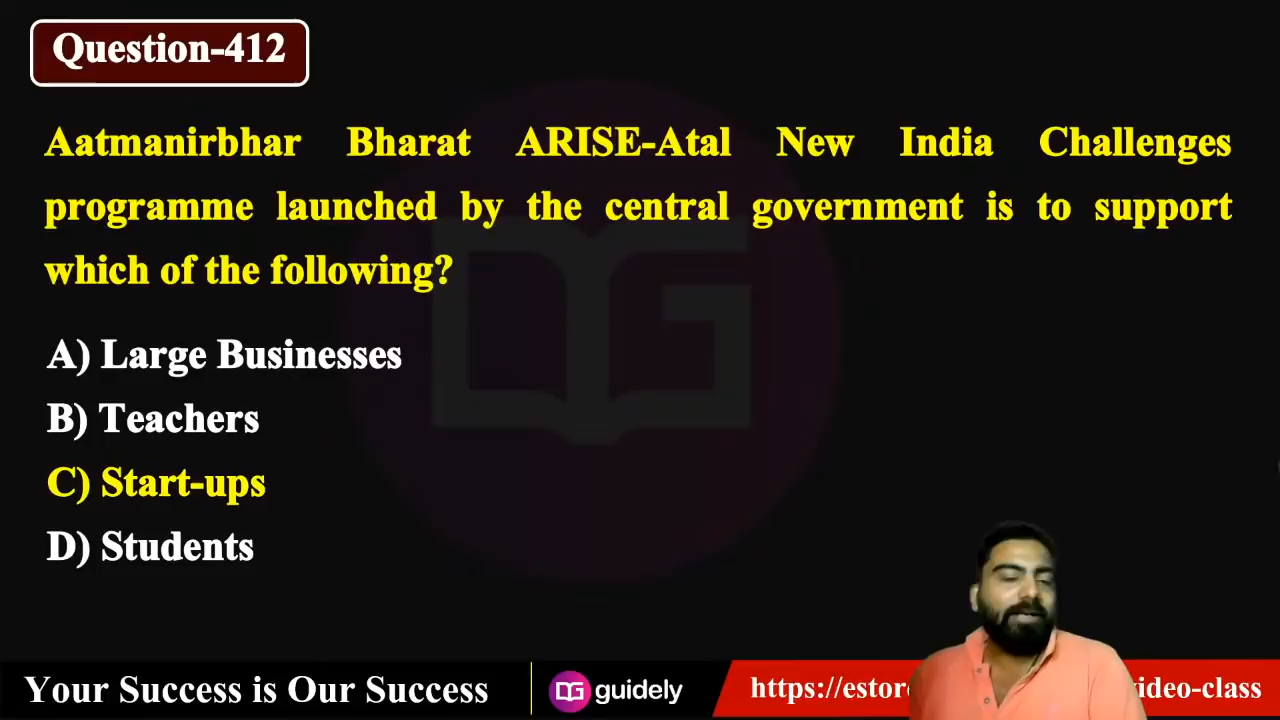 Question-412
Aatmanirbhar Bharat ARISE-Atal New India Challenges
programme launched by the central government is to support
which of the following?
A) Large Businesses
B) Teachers
C) Start-ups
D) Students
Your Success is Our Success
guidely
https://estor
ideo-class